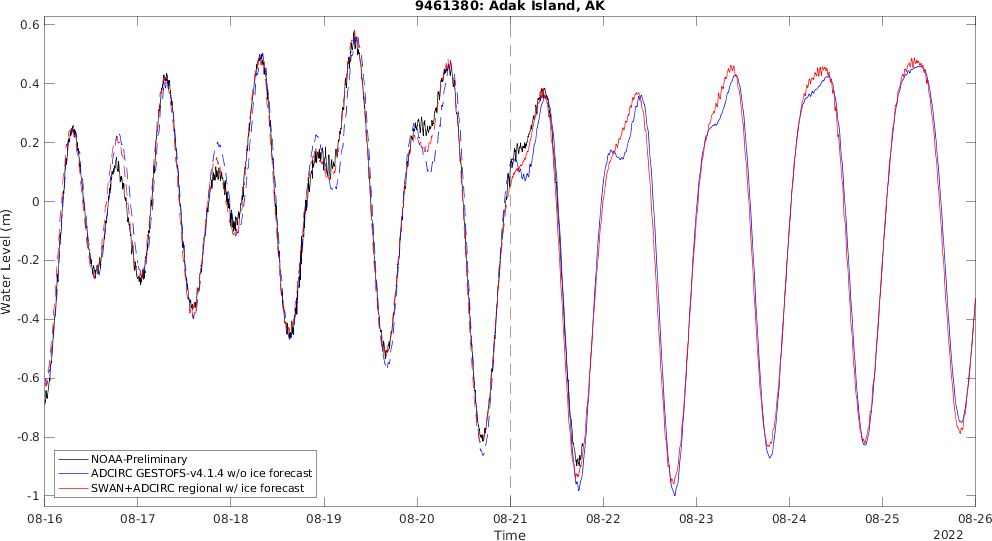 9461380: Adak Island, AK
0.6
0.4
0.2
0
-0.2
-0.4
-0.6
-0.8
-1
Water Level (m)
NOAA-Preliminary
ADCIRC GESTOFS-v4.1.4 w/o ice forecast
SWAN+ADCIRC regional w/ ice forecast
08-16 08-17 08-18 08-19 08-20 08-21 08-22 08-23 08-24 08-25 08-26
Time
2022